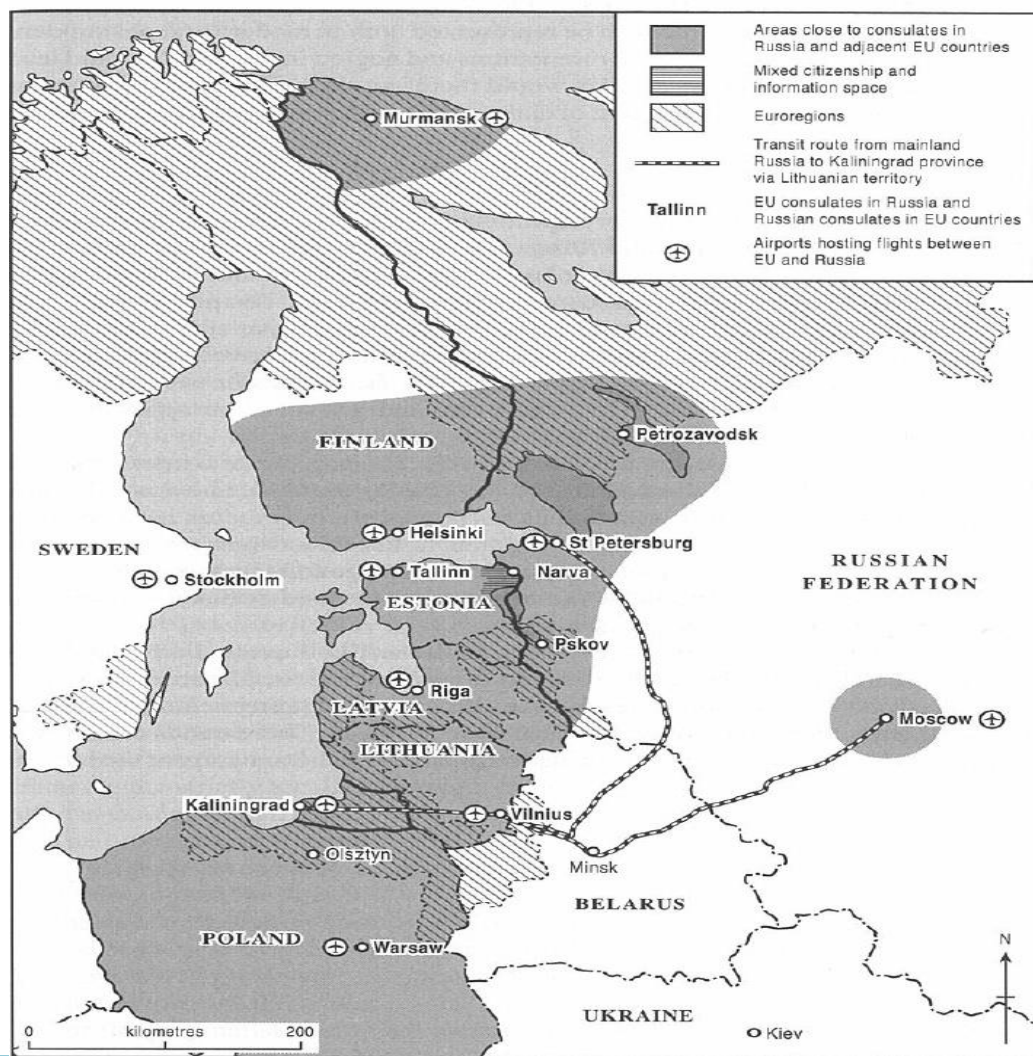 Areas close to consulates in
Russia and adjacent EU countries
Mixed citizenship and
information space
Euroregions
Transit route from mainland
Russia to Kaliningrad province
via Lithuanian territory
Tallinn
EU consulates in Russia and
Russian consulates in EU countries
Airports hosting flights between
EU and Russia
Murmansk
FINLAND
Petrozavodsk
Helsinki
St Petersburg
SWEDEN
Stockholm
Tallinn
Narva
RUSSIAN
FEDERATION
ESTONIA
Pskov
Riga
LATVIA
Moscow
LITHUANIA
Kaliningrad
Vilnius
Olsztyn
Minsk
BELARUS
POLAND
Warsaw
N
0 kilometres 200
UKRAINE
Kiev